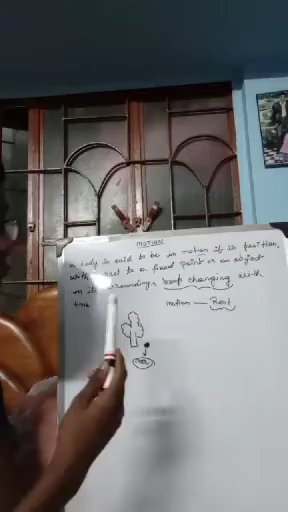 MOTION
A body is said to be in motion if its position,
with respect to a fixed point or an object
in its surroundings keep changing with
time
motion — Rest